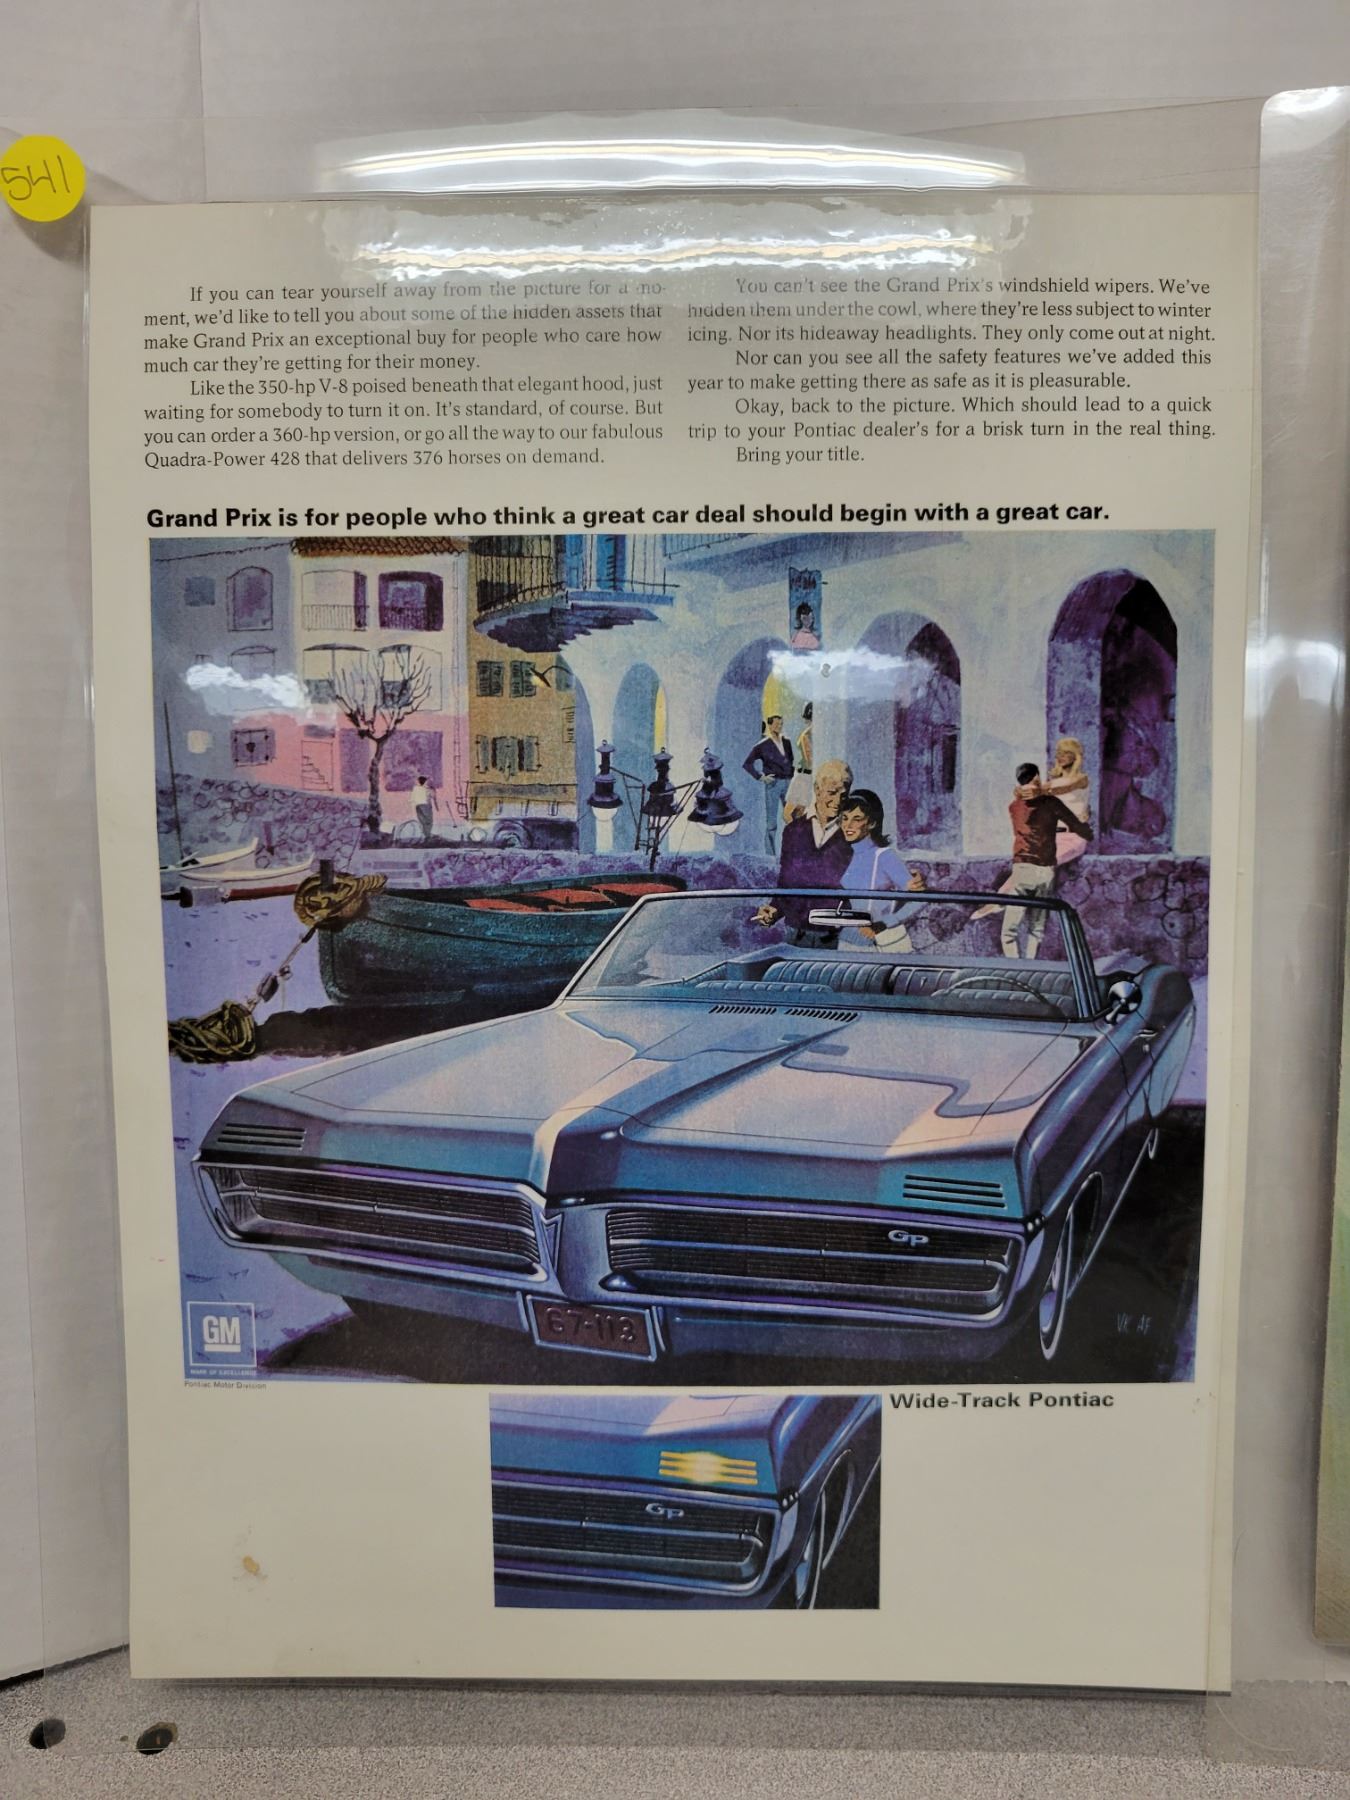 541
If you can tear yourself away from the picture for a mo-
ment, we'd like to tell you about some of the hidden assets that
make Grand Prix an exceptional buy for people who care how
much car they're getting for their money.
Like the 350-hp V-8 poised beneath that elegant hood, just
waiting for somebody to turn it on. It's standard, of course. But
you can order a 360-hp version, or go all the way to our fabulous
Quadra-Power 428 that delivers 376 horses on demand.
You can't see the Grand Prix's windshield wipers. We've
hidden them under the cowl, where they're less subject to winter
icing. Nor its hideaway headlights. They only come out at night.
Nor can you see all the safety features we've added this
year to make getting there as safe as it is pleasurable.
Okay, back to the picture. Which should lead to a quick
trip to your Pontiac dealer's for a brisk turn in the real thing.
Bring your title.
Grand Prix is for people who think a great car deal should begin with a great car.
GP
67-113
VK AF
GM
MARK OF EXCELLENCE
Pontiac Motor Division
Wide-Track Pontiac
GP